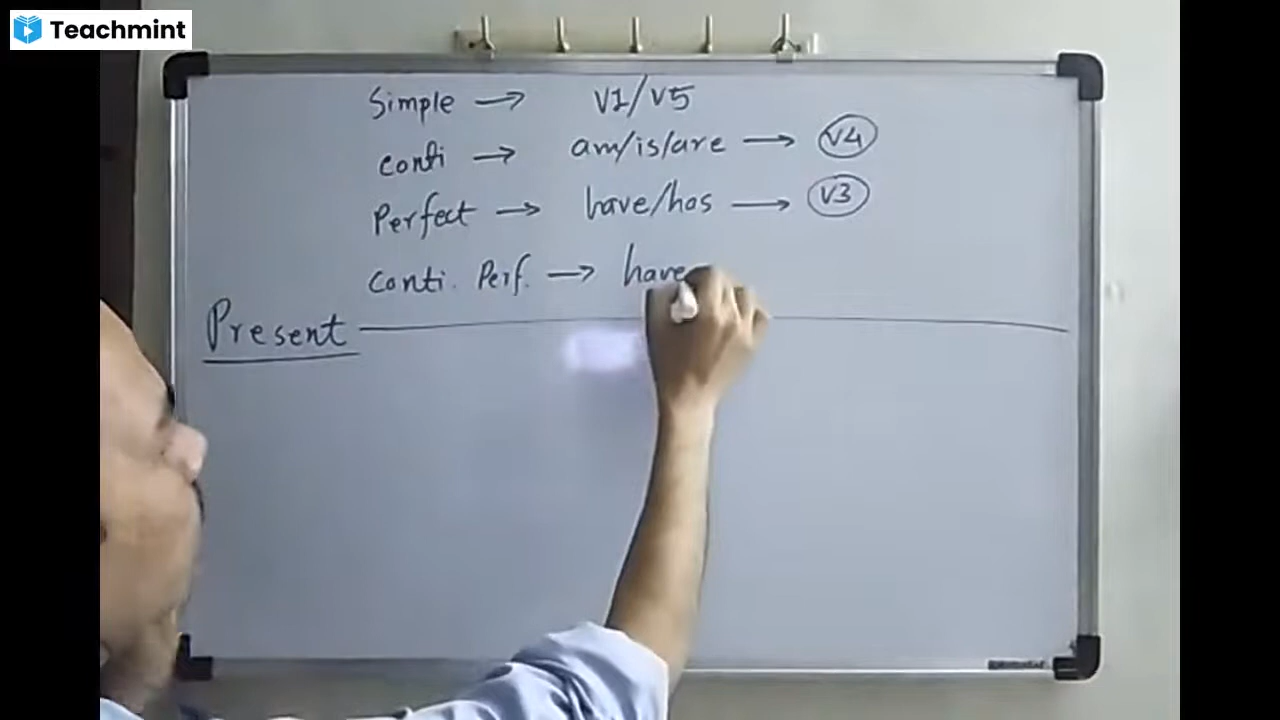 Teachmint
Simple → V1/V5
conti → am/is/are → V4
Perfect → have/has → V3
conti. Perf. → have
Present